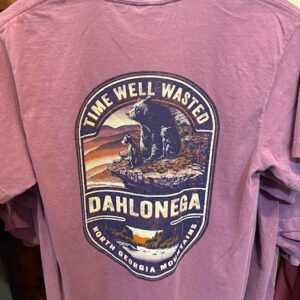 TIME WELL WASTED
DAHLONEGA
NORTH GEORGIA MOUNTAINS